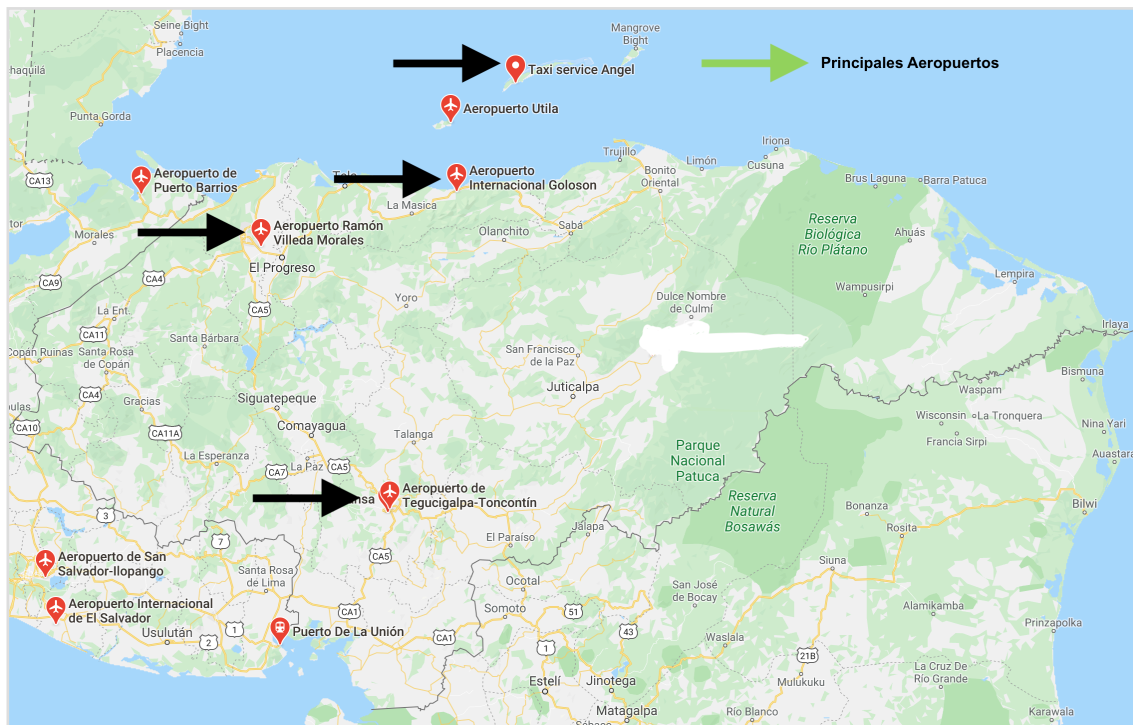 Seine Bight
Placencia
Mangrove
Bight
Taxi service Angel
Principales Aeropuertos
Aeropuerto Utila
Punta Gorda
CA13
Aeropuerto de
Puerto Barrios
Aeropuerto
Internacional Goloson
Trujillo
Limón
Iriona
Cusuna
Bonito
Oriental
Brus Laguna
Barra Patuca
La Masica
Morales
Aeropuerto Ramón
Villeda Morales
El Progreso
Olanchito
Sabá
Reserva
Biológica
Río Plátano
Ahuás
CA9
CA4
Lempira
Wampusirpi
Yoro
Dulce Nombre
de Culmí
La Ent.
CA5
CA11
Santa Bárbara
Irlaya
Copán Ruinas
Santa Rosa
de Copán
San Francisco
de la Paz
Juticalpa
Bismuna
Waspam
CA4
Gracias
Siguatepeque
Wisconsin
La Tronquera
Francia Sirpi
Nina Yari
CA10
CA11A
Comayagua
Talanga
Parque
Nacional
Patuca
Auastara
La Esperanza
CA7
La Paz
CA5
Aeropuerto de
Tegucigalpa-Toncontín
Reserva
Natural
Bosawás
Bonanza
Bilwi
3
7
Jalapa
Rosita
El Paraíso
CA5
Aeropuerto de San
Salvador-Ilopango
Santa Rosa
de Lima
Ocotal
Siuna
San José
de Bocay
Aeropuerto Internacional
de El Salvador
CA1
Somoto
51
Alamikamba
Usulután
2
1
Puerto De La Unión
CA1
43
1
Waslala
21B
Prinzapolka
Estelí
Jinotega
Mulukuku
La Cruz De
Río Grande
Matagalpa
Río Blanco
Karawala